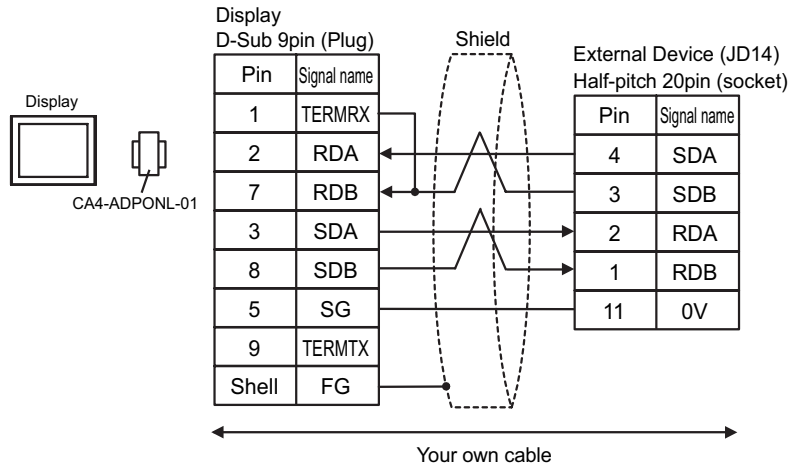 Display
D-Sub 9pin (Plug)
Shield
External Device (JD14)
Half-pitch 20pin (socket)
Display
CA4-ADPONL-01
Pin Signal name
1 TERMRX
2 RDA
7 RDB
3 SDA
8 SDB
5 SG
9 TERMTX
Shell FG
Pin Signal name
4 SDA
3 SDB
2 RDA
1 RDB
11 0V
Your own cable